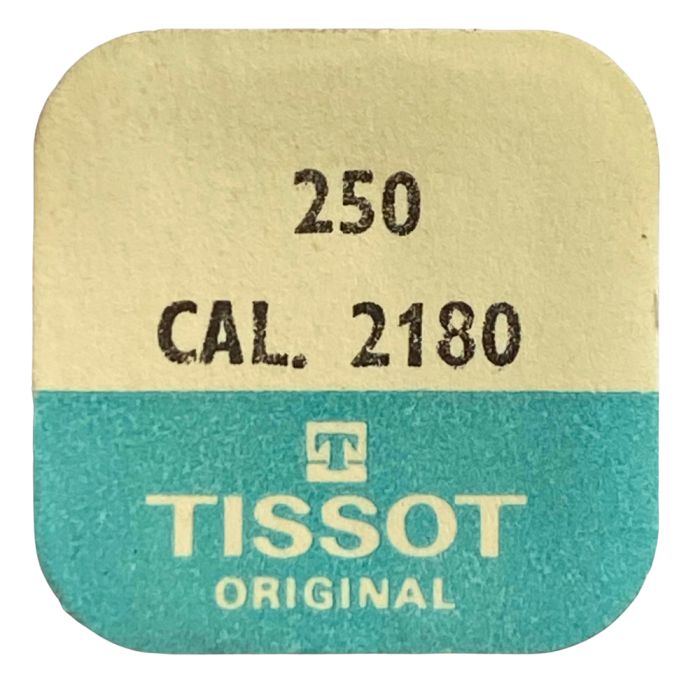 250
CAL. 2180
T
TISSOT
ORIGINAL